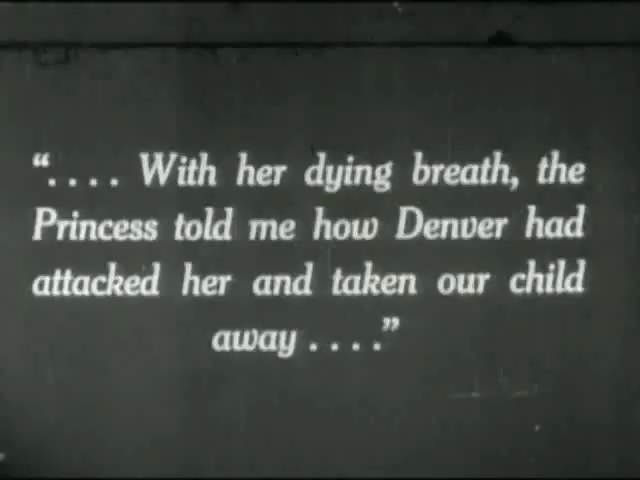 “. . . . With her dying breath, the
Princess told me how Denver had
attacked her and taken our child
away . . . .”